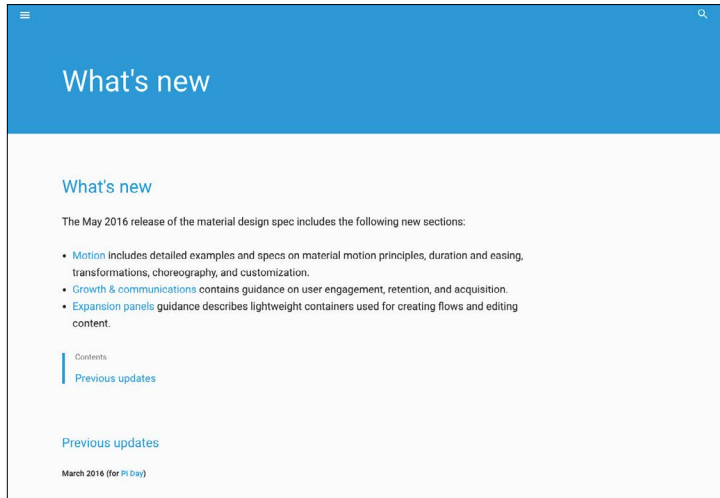 What's new
What's new
The May 2016 release of the material design spec includes the following new sections:
• Motion includes detailed examples and specs on material motion principles, duration and easing,
transformations, choreography, and customization.
• Growth & communications contains guidance on user engagement, retention, and acquisition.
• Expansion panels guidance describes lightweight containers used for creating flows and editing
content.
Contents
Previous updates
Previous updates
March 2016 (for PI Day)